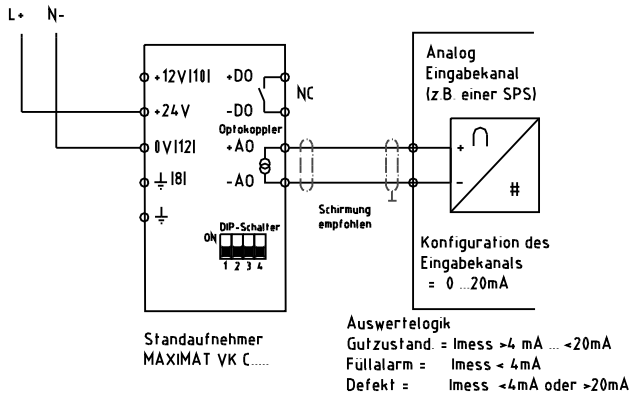 L+ N-
+12V|10|
+24V
0V|12|
|8|
+DO
-DO
NC
Optokoppler
+AO
-AO
DIP-Schalter
ON
1 2 3 4
Schirmung
empfohlen
Analog
Eingabekanal
(z.B. einer SPS)
+
-
∩
#
Konfiguration des
Eingabekanals
= 0 ...20mA
Standaufnehmer
MAXIMAT VK C.....
Auswertelogik
Gutzustand. = Imess >4 mA ... <20mA
Füllalarm = Imess < 4mA
Defekt = Imess <4mA oder >20mA